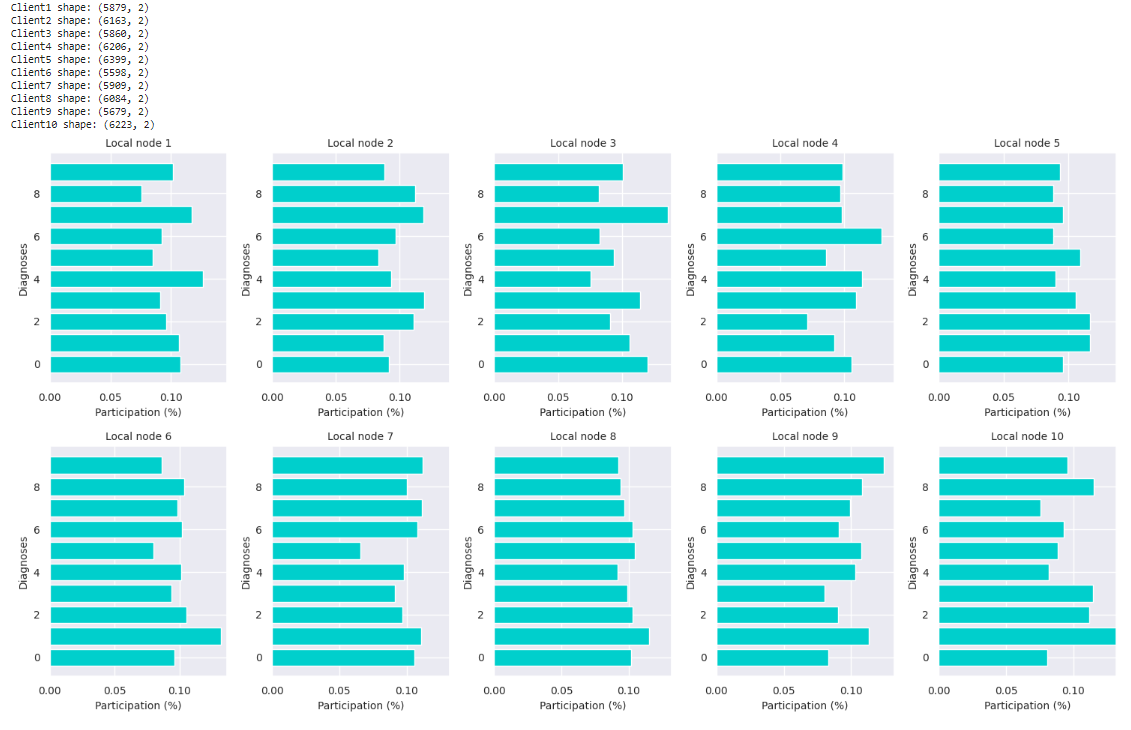 Client1 shape: (5879, 2)
Client2 shape: (6163, 2)
Client3 shape: (5860, 2)
Client4 shape: (6206, 2)
Client5 shape: (6399, 2)
Client6 shape: (5598, 2)
Client7 shape: (5909, 2)
Client8 shape: (6084, 2)
Client9 shape: (5679, 2)
Client10 shape: (6223, 2)
Local node 1
Diagnoses
8
6
4
2
0
0.00 0.05 0.10
Participation (%)
Local node 2
Diagnoses
8
6
4
2
0
0.00 0.05 0.10
Participation (%)
Local node 3
Diagnoses
8
6
4
2
0
0.00 0.05 0.10
Participation (%)
Local node 4
Diagnoses
8
6
4
2
0
0.00 0.05 0.10
Participation (%)
Local node 5
Diagnoses
8
6
4
2
0
0.00 0.05 0.10
Participation (%)
Local node 6
Diagnoses
8
6
4
2
0
0.00 0.05 0.10
Participation (%)
Local node 7
Diagnoses
8
6
4
2
0
0.00 0.05 0.10
Participation (%)
Local node 8
Diagnoses
8
6
4
2
0
0.00 0.05 0.10
Participation (%)
Local node 9
Diagnoses
8
6
4
2
0
0.00 0.05 0.10
Participation (%)
Local node 10
Diagnoses
8
6
4
2
0
0.00 0.05 0.10
Participation (%)